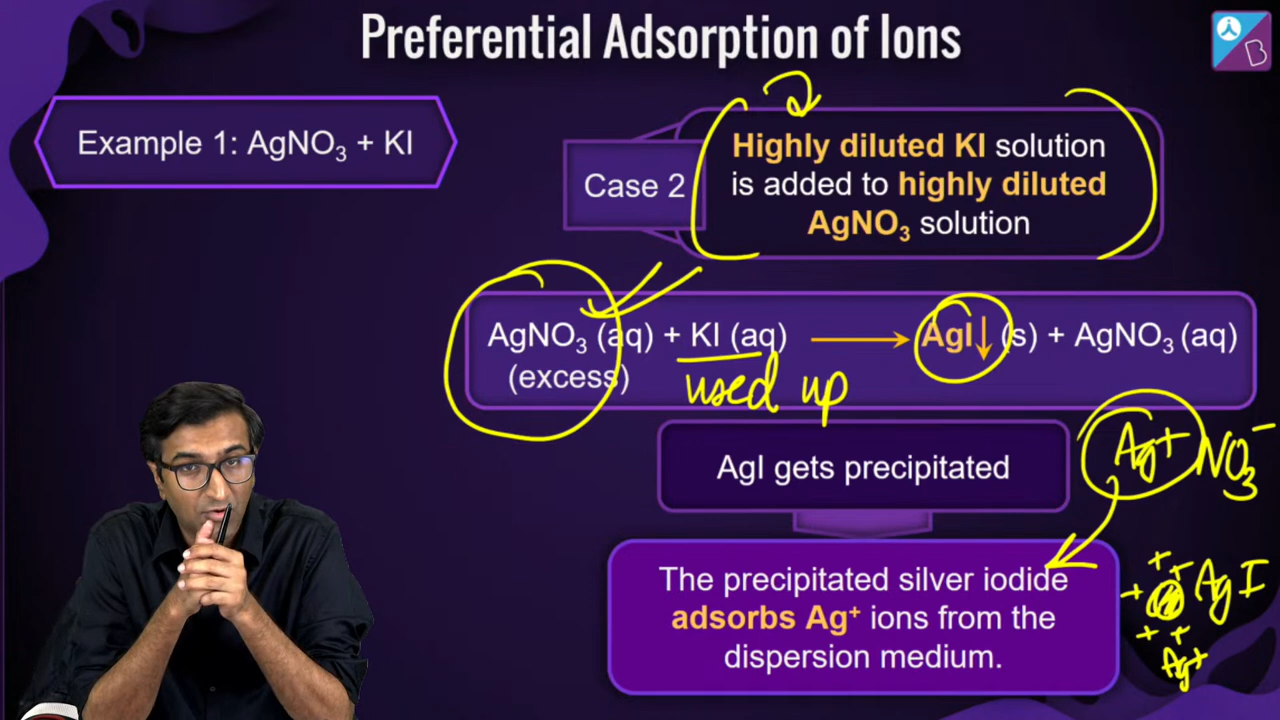 Preferential Adsorption of Ions
B
Example 1: AgNO₃ + KI
Case 2
Highly diluted KI solution
is added to highly diluted
AgNO₃ solution
AgNO₃ (aq) + KI (aq) → AgI↓ (s) + AgNO₃ (aq)
(excess)
used up
AgI gets precipitated
Ag+ NO₃⁻
The precipitated silver iodide
adsorbs Ag⁺ ions from the
dispersion medium.
+ + + + + AgI
Ag+